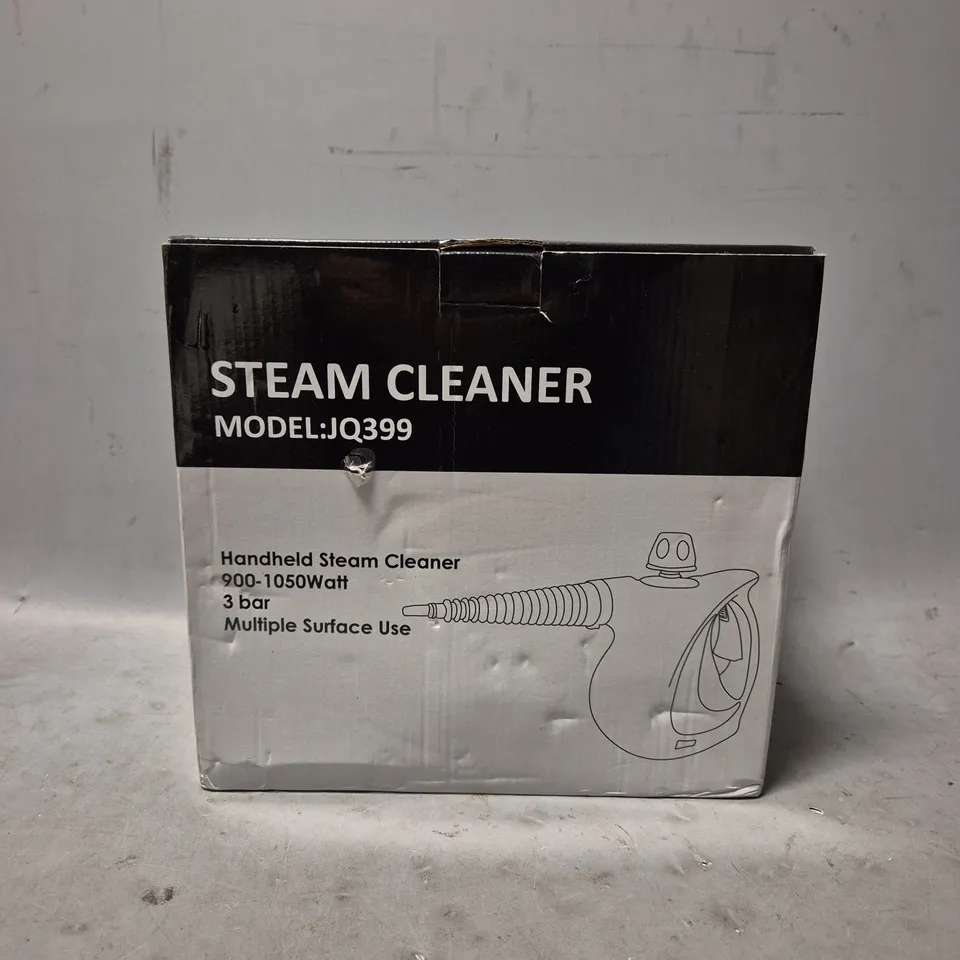 STEAM CLEANER
MODEL:JQ399
Handheld Steam Cleaner
900-1050Watt
3 bar
Multiple Surface Use